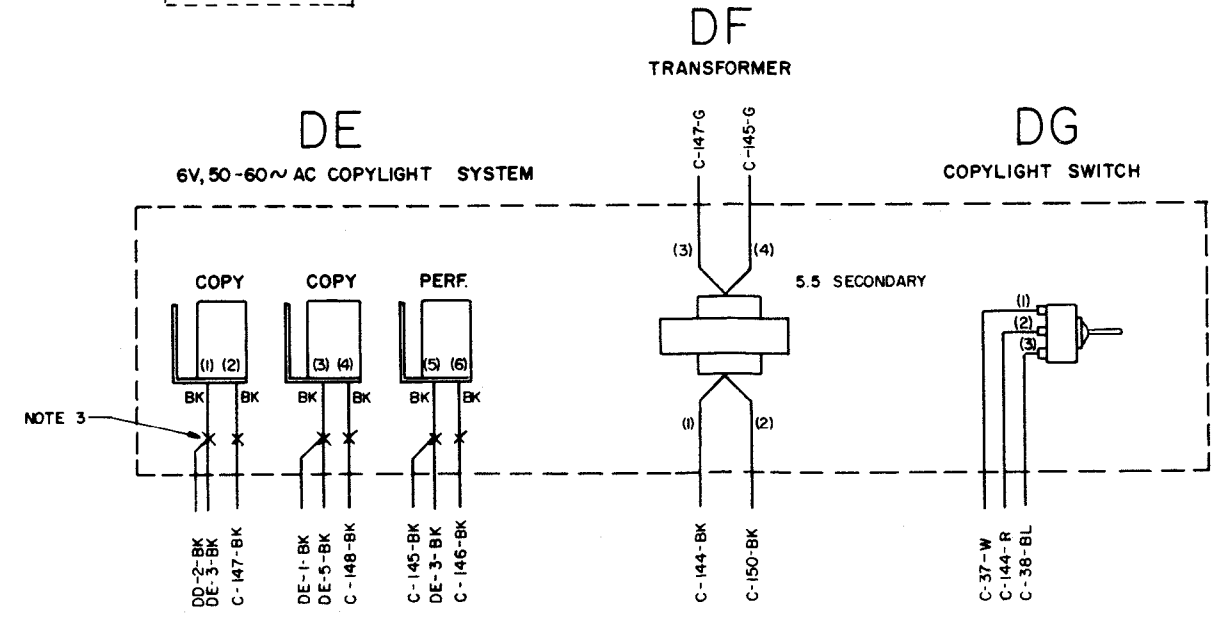 DF
TRANSFORMER
DE
6V, 50-60~ AC COPYLIGHT SYSTEM
C-147-G
C-145-G
DG
COPYLIGHT SWITCH
(3)
(4)
COPY
COPY
PERF.
5.5 SECONDARY
(1)
(2)
(3)
(1) (2)
(3) (4)
(5) (6)
BK
BK
BK
BK
BK
BK
NOTE 3
(1)
(2)
DD-2-BK
DE-3-BK
C-147-BK
DE-1-BK
DE-5-BK
C-148-BK
C-145-BK
DE-3-BK
C-146-BK
C-144-BK
C-150-BK
C-37-W
C-144-R
C-38-BL